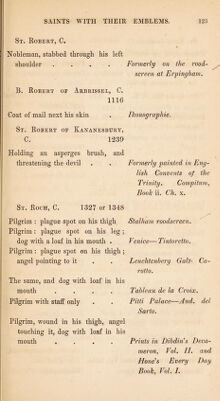 SAINTS WITH THEIR EMBLEMS. 123
ST. ROBERT, C.
Nobleman, stabbed through his left
shoulder . . . . Formerly on the rood-
screen at Erpingham.
B. ROBERT OF ARBRISSEL, C.
1116
Coat of mail next his skin . Iconographie.
ST. ROBERT OF KANANESBURY,
C. 1239
Holding an asperges brush, and
threatening the devil . . Formerly painted in Eng-
lish Convents of the
Trinity. Compitum,
Book ii. Ch. x.
ST. ROCH, C. 1327 or 1348
Pilgrim: plague spot on his thigh Stalham roodscreen.
Pilgrim: plague spot on his leg;
dog with a loaf in his mouth . Venice—Tintoretto.
Pilgrim: plague spot on his thigh;
angel pointing to it . . Leuchtenberg Gall. Ca-
rotto.
The same, and dog with loaf in his
mouth . . . . Tableau de la Croix.
Pilgrim with staff only . . Pitti Palace—And. del
Sarto.
Pilgrim, wound in his thigh, angel
touching it, dog with loaf in his
mouth . . . . Prints in Dibdin's Deca-
meron, Vol. II. and
Hone's Every Day
Book, Vol. I.